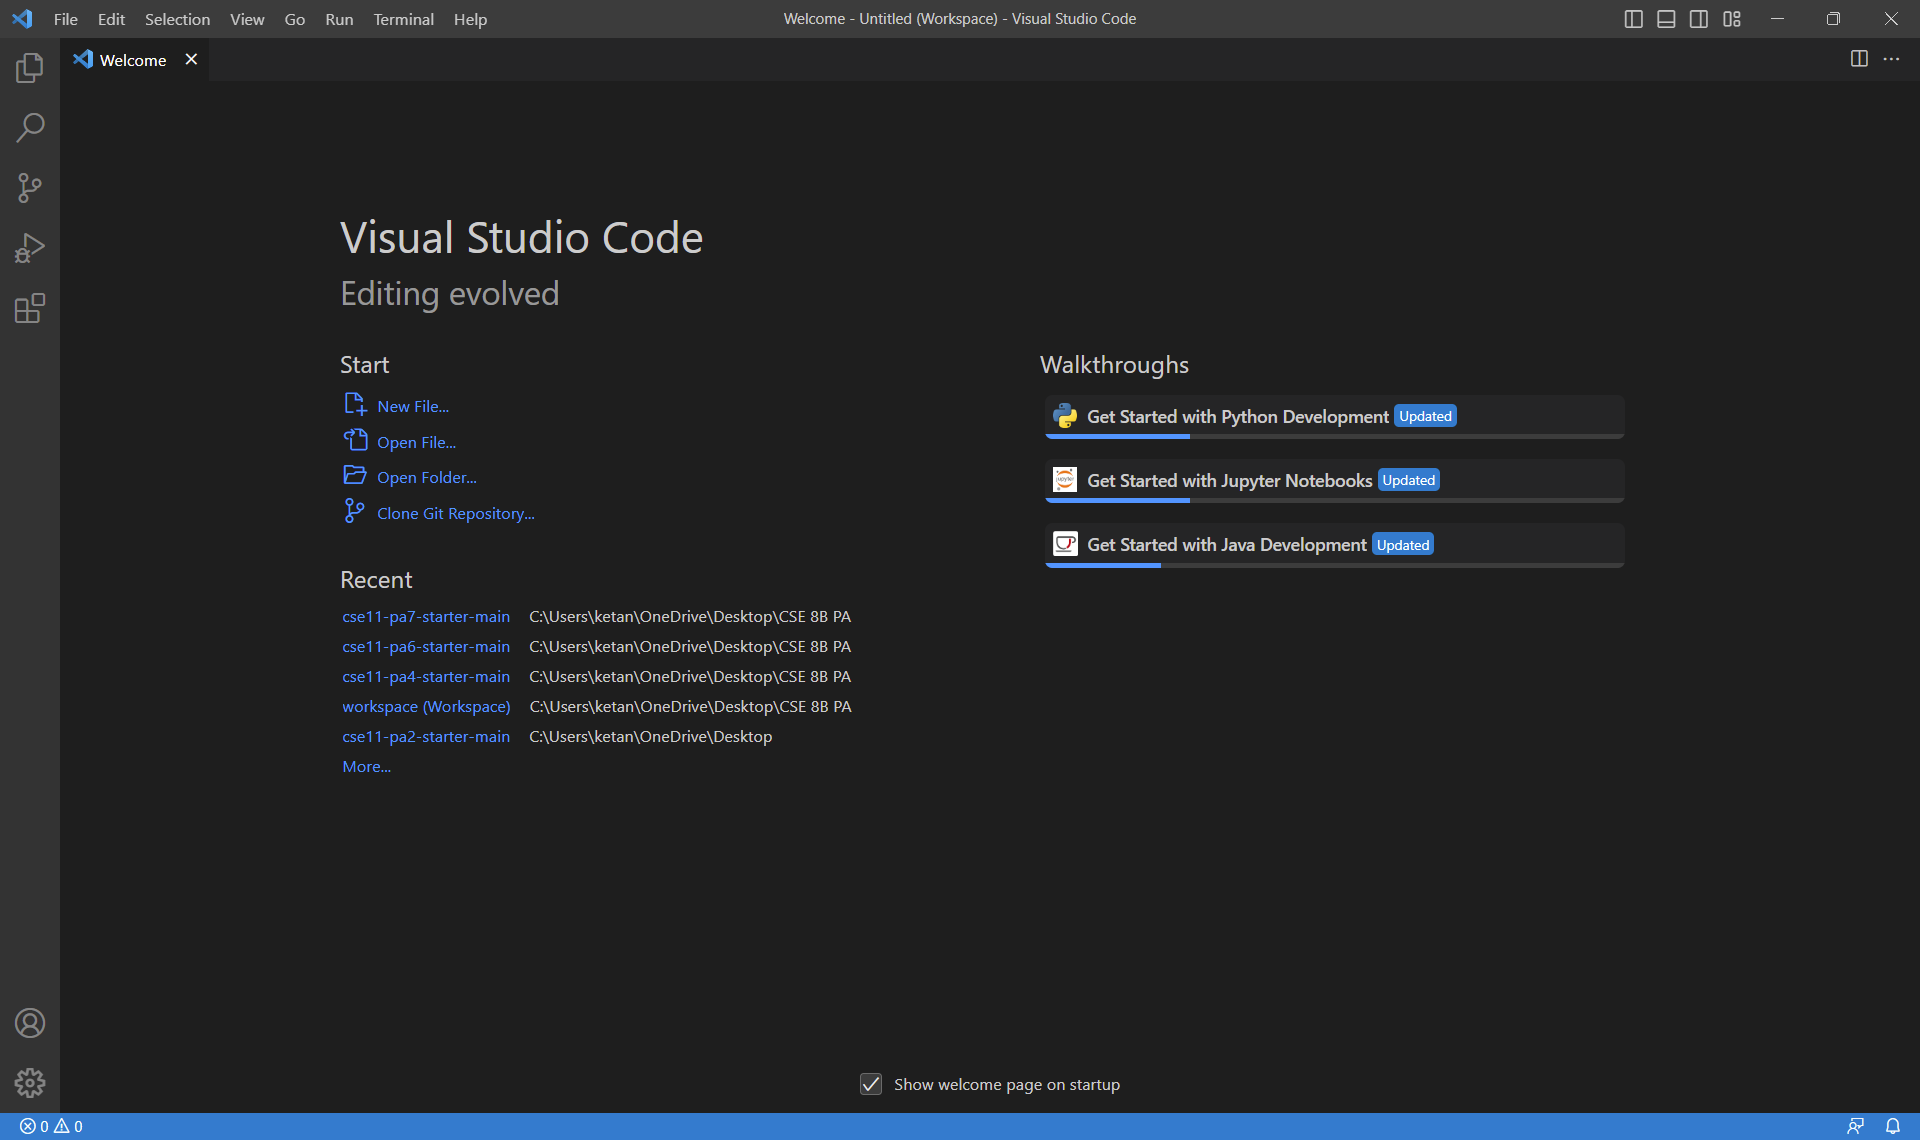 File Edit Selection View Go Run Terminal Help
Welcome - Untitled (Workspace) - Visual Studio Code
Welcome
Visual Studio Code
Editing evolved
Start
New File...
Open File...
Open Folder...
Clone Git Repository...
Recent
cse11-pa7-starter-main C:\Users\ketan\OneDrive\Desktop\CSE 8B PA
cse11-pa6-starter-main C:\Users\ketan\OneDrive\Desktop\CSE 8B PA
cse11-pa4-starter-main C:\Users\ketan\OneDrive\Desktop\CSE 8B PA
workspace (Workspace) C:\Users\ketan\OneDrive\Desktop\CSE 8B PA
cse11-pa2-starter-main C:\Users\ketan\OneDrive\Desktop
More...
Walkthroughs
Get Started with Python Development Updated
Get Started with Jupyter Notebooks Updated
Get Started with Java Development Updated
Show welcome page on startup
0 0